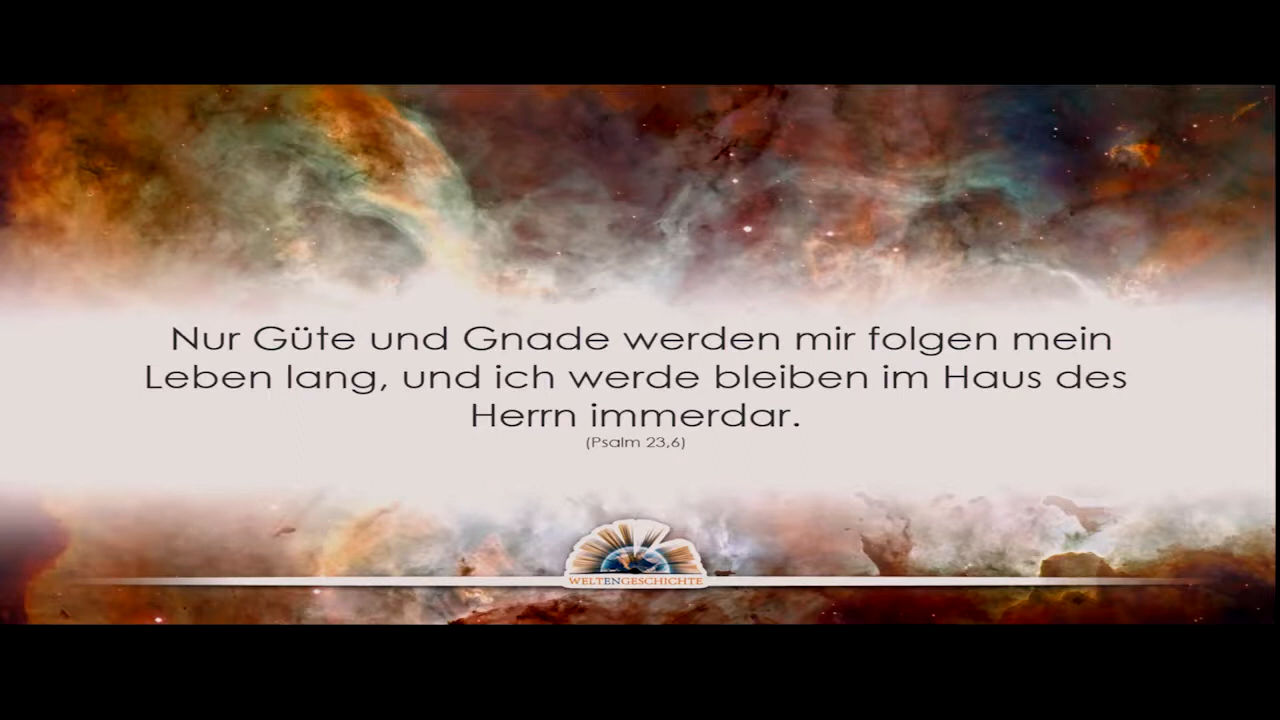 Nur Güte und Gnade werden mir folgen mein
Leben lang, und ich werde bleiben im Haus des
Herrn immerdar.
(Psalm 23,6)
WELTENGESCHICHTE